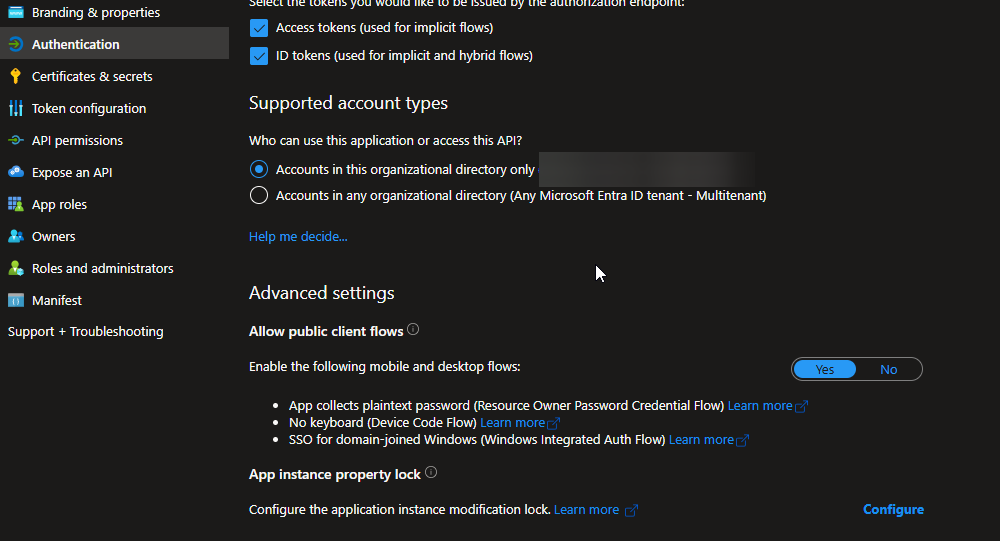 Branding & properties
Authentication
Certificates & secrets
Token configuration
API permissions
Expose an API
App roles
Owners
Roles and administrators
Manifest
Support + Troubleshooting
Select the tokens you would like to be issued by the authorization endpoint:
Access tokens (used for implicit flows)
ID tokens (used for implicit and hybrid flows)
Supported account types
Who can use this application or access this API?
Accounts in this organizational directory only
Accounts in any organizational directory (Any Microsoft Entra ID tenant - Multitenant)
Help me decide...
Advanced settings
Allow public client flows
Enable the following mobile and desktop flows: Yes No
• App collects plaintext password (Resource Owner Password Credential Flow) Learn more
• No keyboard (Device Code Flow) Learn more
• SSO for domain-joined Windows (Windows Integrated Auth Flow) Learn more
App instance property lock
Configure the application instance modification lock. Learn more Configure